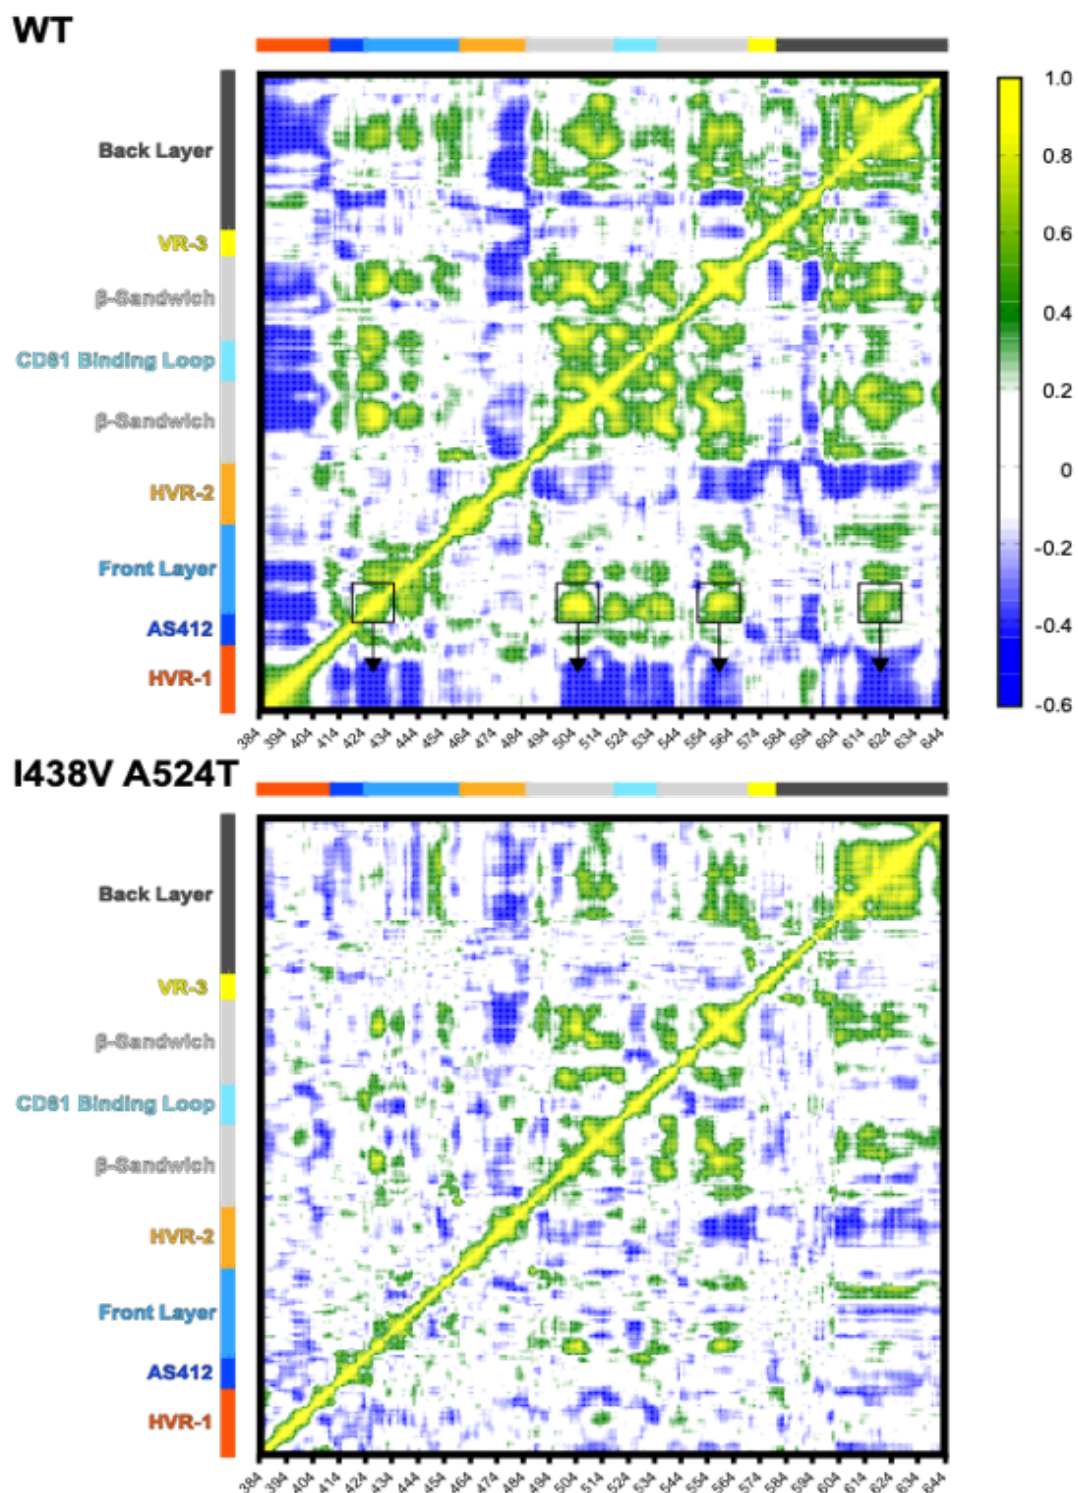 WT
1.0
0.8
0.6
0.4
0.2
0
-0.2
-0.4
-0.6
Back Layer
VR-3
β-Sandwich
CD81 Binding Loop
β-Sandwich
HVR-2
Front Layer
AS412
HVR-1
384 394 404 414 424 434 444 454 464 474 484 494 504 514 524 534 544 554 564 574 584 594 604 614 624 634 644
I438V A524T
Back Layer
VR-3
β-Sandwich
CD81 Binding Loop
β-Sandwich
HVR-2
Front Layer
AS412
HVR-1
384 394 404 414 424 434 444 454 464 474 484 494 504 514 524 534 544 554 564 574 584 594 604 614 624 634 644